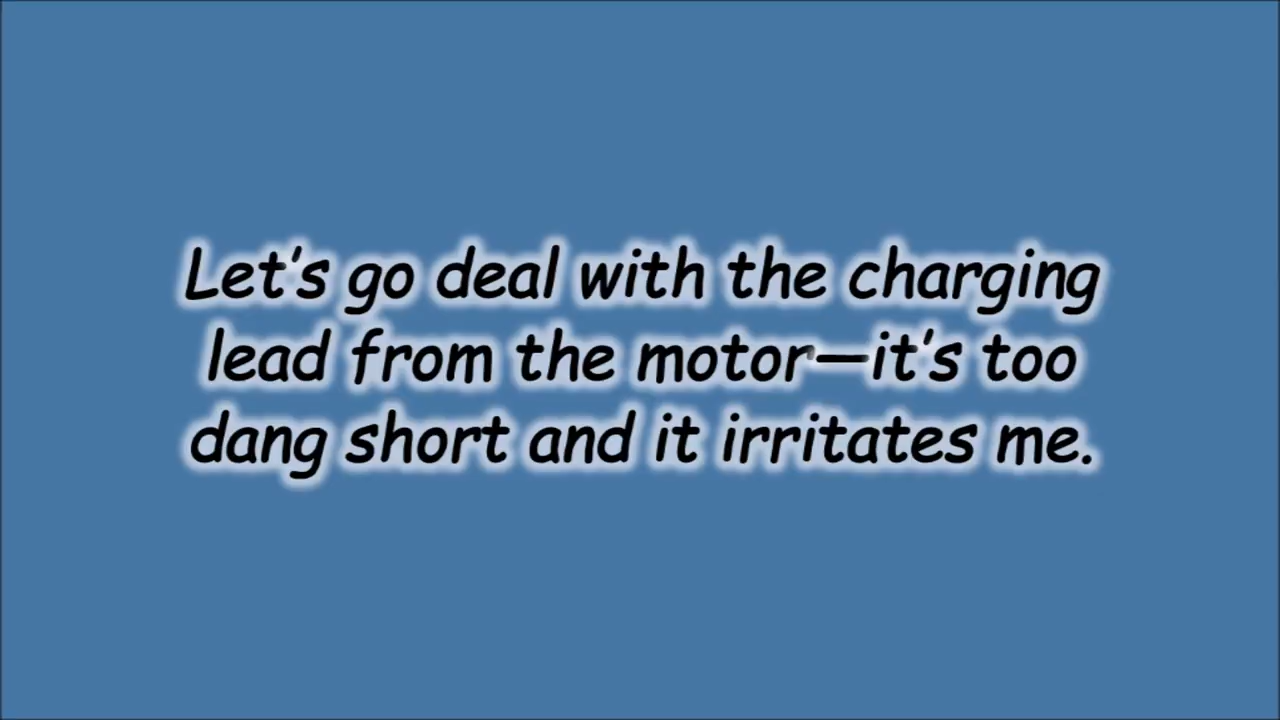 Let’s go deal with the charging
lead from the motor—it’s too
dang short and it irritates me.